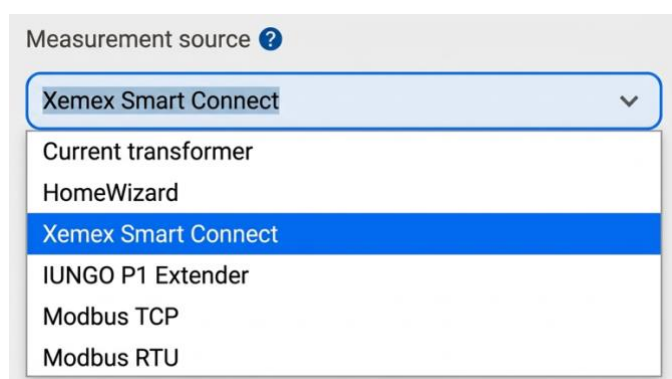 Measurement source ?
Xemex Smart Connect
Current transformer
HomeWizard
Xemex Smart Connect
IUNGO P1 Extender
Modbus TCP
Modbus RTU